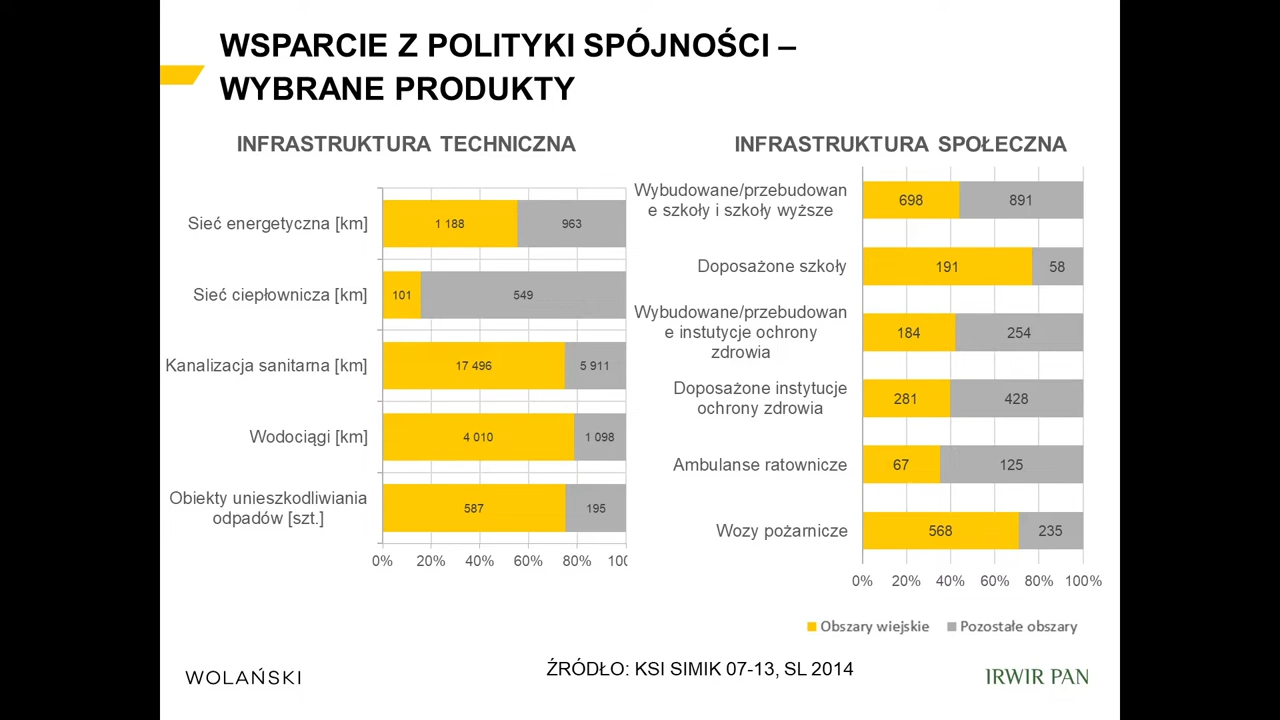 WSPARCIE Z POLITYKI SPÓJNOŚCI –
WYBRANE PRODUKTY
INFRASTRUKTURA TECHNICZNA
Sieć energetyczna [km]
1 188
963
Sieć ciepłownicza [km]
101
549
Kanalizacja sanitarna [km]
17 496
5 911
Wodociągi [km]
4 010
1 098
Obiekty unieszkodliwiania
odpadów [szt.]
587
195
0% 20% 40% 60% 80% 100
INFRASTRUKTURA SPOŁECZNA
Wybudowane/przebudowan
e szkoły i szkoły wyższe
698
891
Doposażone szkoły
191
58
Wybudowane/przebudowan
e instutycje ochrony
zdrowia
184
254
Doposażone instytucje
ochrony zdrowia
281
428
Ambulanse ratownicze
67
125
Wozy pożarnicze
568
235
0% 20% 40% 60% 80% 100%
Obszary wiejskie
Pozostałe obszary
WOLAŃSKI
ŹRÓDŁO: KSI SIMIK 07-13, SL 2014
IRWIR PAN